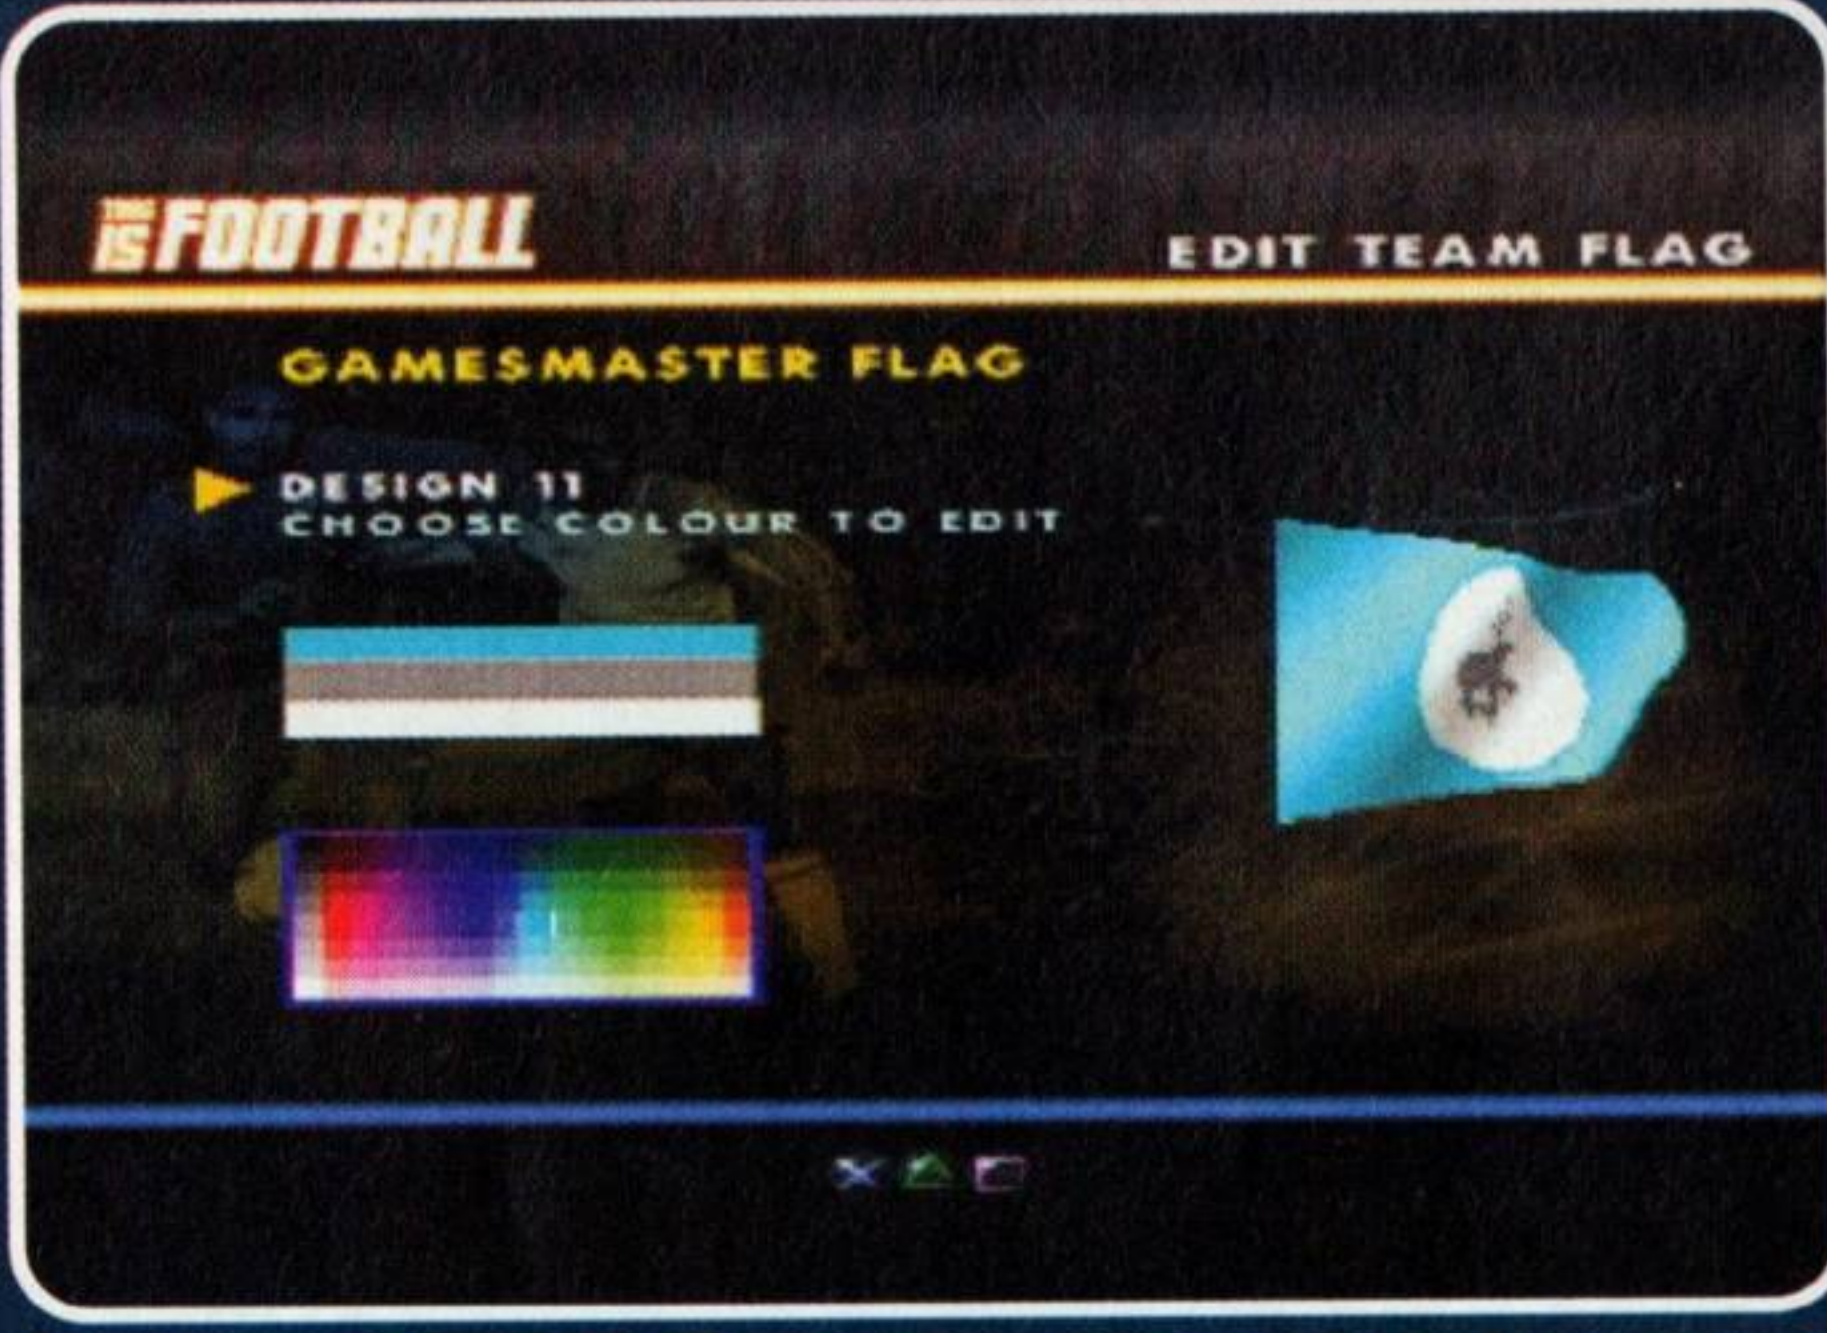 THIS
IS FOOTBALL
EDIT TEAM FLAG
GAMESMASTER FLAG
DESIGN 11
CHOOSE COLOUR TO EDIT